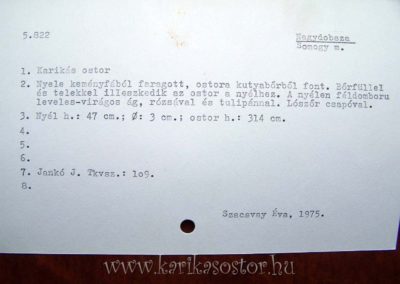 5.822
Nagydobsza
Somogy m.
1. Karikás ostor
2. Nyele keményfából faragott, ostora kutyabőrből font. Bőrfüllel
és telekkel illeszkedik az ostor a nyélhez. A nyélen féldomboru
leveles-virágos ág, rózsával és tulipánnal. Lószőr csapóval.
3. Nyél h.: 47 cm.; Ø: 3 cm.; ostor h.: 314 cm.
4.
5.
6.
7. Jankó J. Tkvsz.: lo9.
8.
Szacsvay Éva, 1975.
www.karikasostor.hu